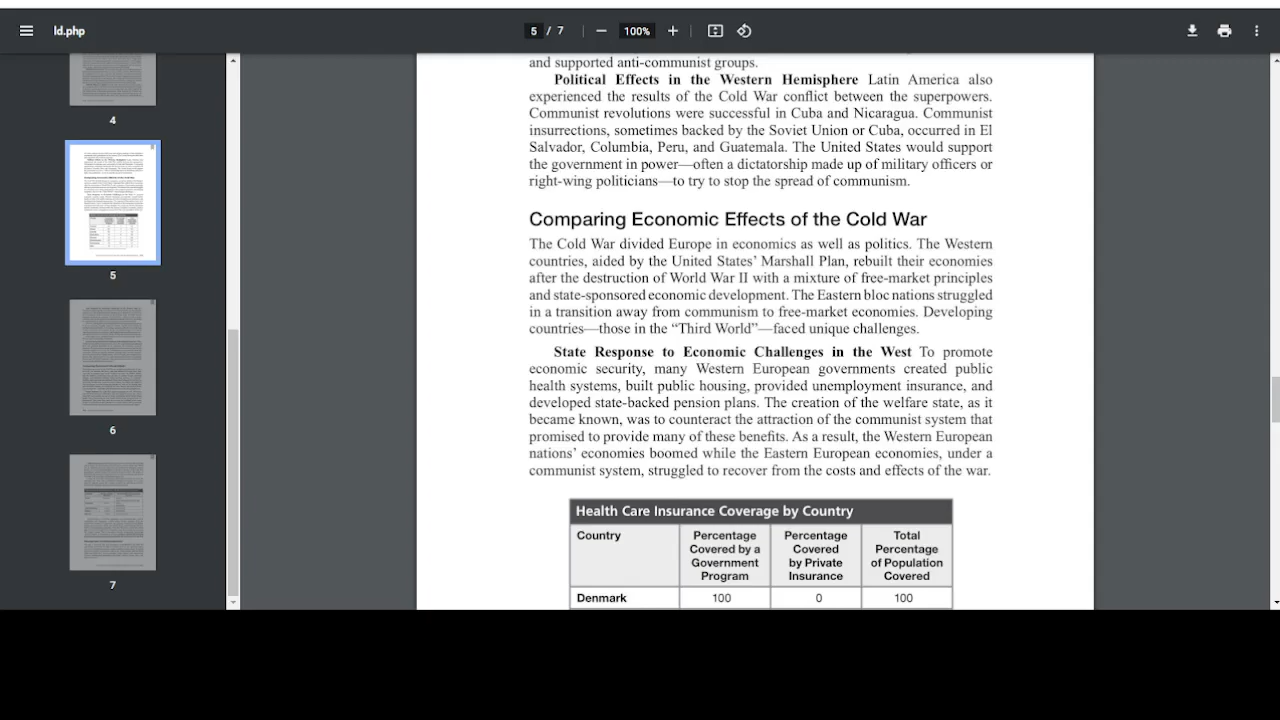 ld.php
5 / 7
100%
4
5
6
7
and supported anti-communist groups.
Political Effects in the Western Hemisphere Latin America also
experienced the results of the Cold War conflict between the superpowers.
Communist revolutions were successful in Cuba and Nicaragua. Communist
insurrections, sometimes backed by the Soviet Union or Cuba, occurred in El
Salvador, Columbia, Peru, and Guatemala. The United States would support
the government in power—often a dictatorship made up of military officers or
right-wing politicians—to try to stop the spread of communism.
Comparing Economic Effects of the Cold War
The Cold War divided Europe in economics as well as politics. The Western
countries, aided by the United States’ Marshall Plan, rebuilt their economies
after the destruction of World War II with a mixture of free-market principles
and state-sponsored economic development. The Eastern bloc nations struggled
in a transition away from communism to free-market economies. Developing
countries—those in the “Third World”—faced unique challenges.
State Response to Economic Challenges in the West To promote
economic security, many Western European governments created public
health systems, built public housing, provided unemployment insurance, and
developed state-backed pension plans. The creation of the welfare state, as it
became known, was to counteract the attraction of the communist system that
promised to provide many of these benefits. As a result, the Western European
nations’ economies boomed while the Eastern European economies, under a
communist system, struggled to recover from the costs and effects of the war.
Health Care Insurance Coverage by Country
Country
Percentage
Covered by a
Government
Program
Percentage
Covered
by Private
Insurance
Total
Percentage
of Population
Covered
Denmark 100 0 100